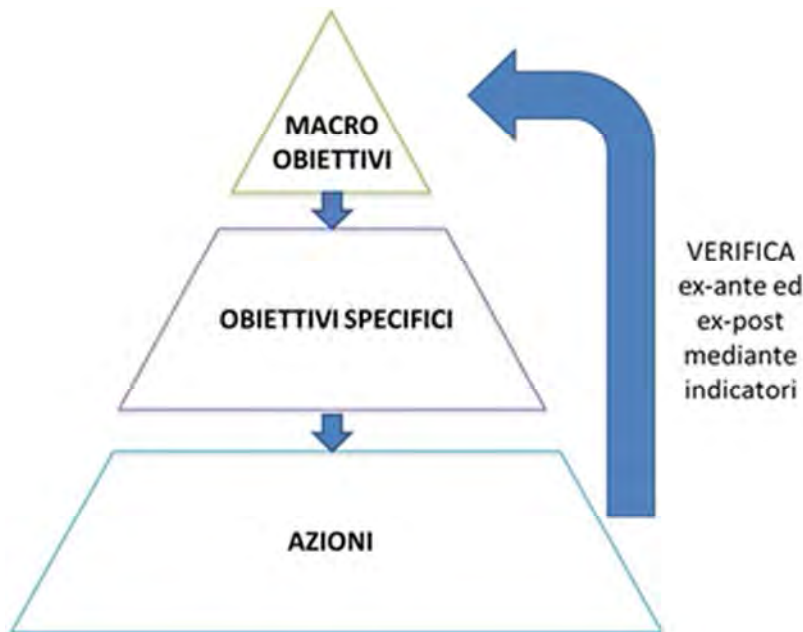 MACRO
OBIETTIVI
OBIETTIVI SPECIFICI
AZIONI
VERIFICA
ex-ante ed
ex-post
mediante
indicatori